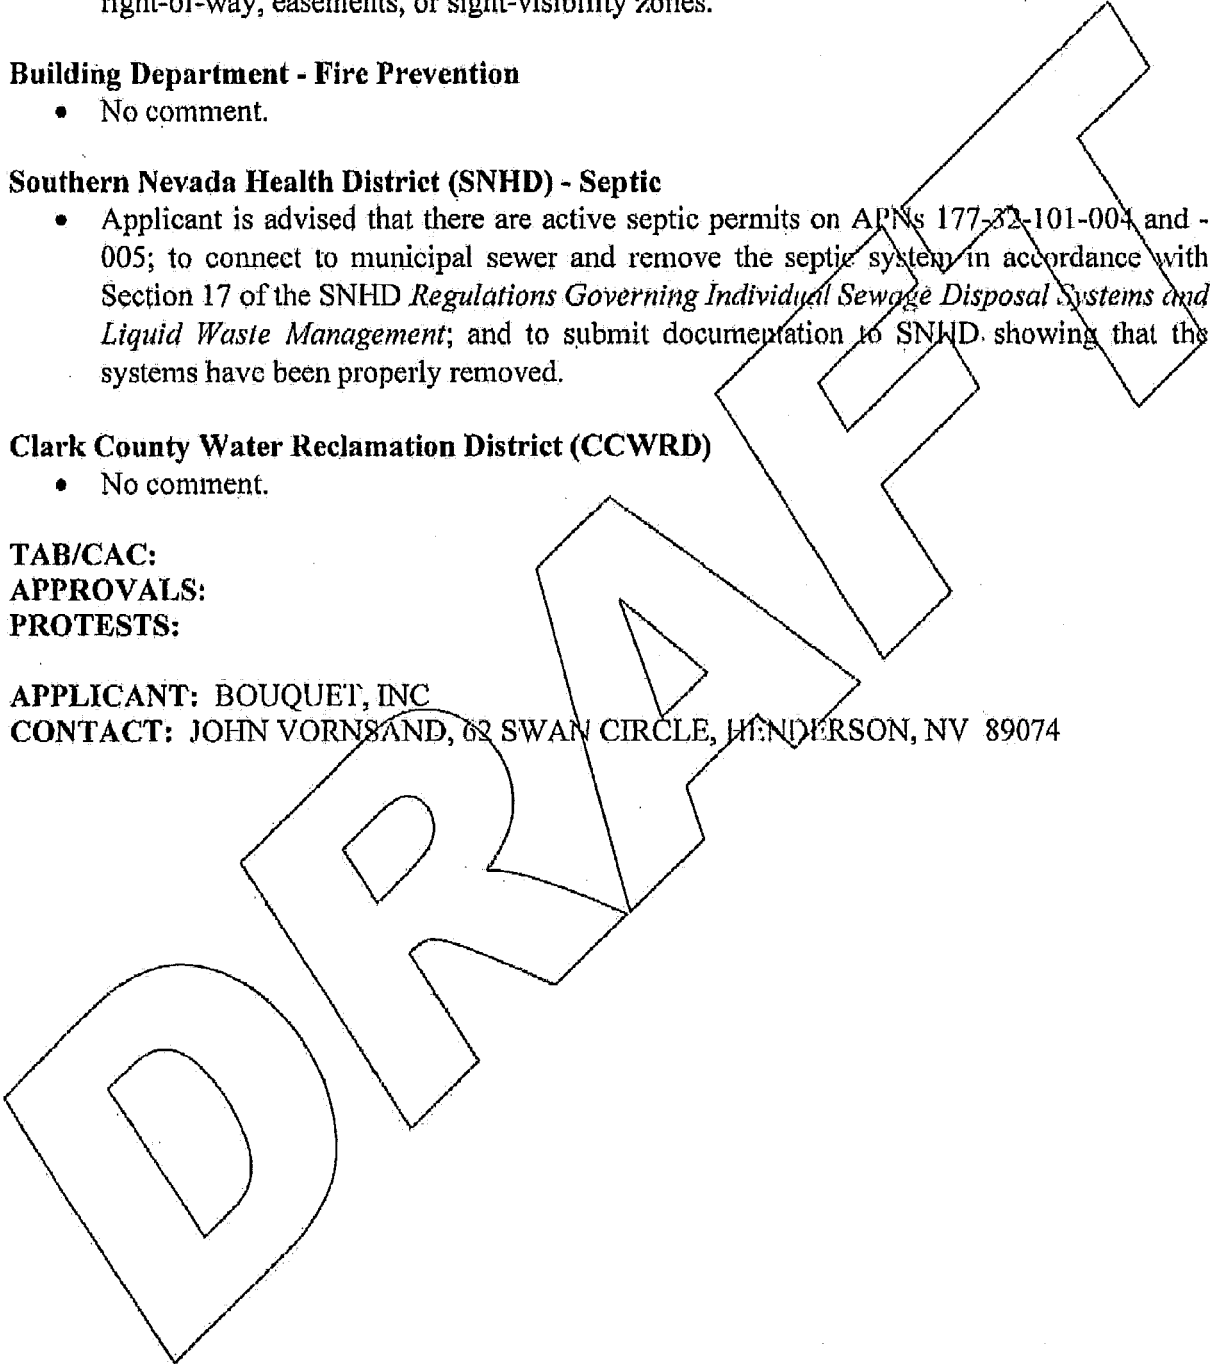 right-of-way, easements, or sight-visibility zones.
Building Department - Fire Prevention
• No comment.
Southern Nevada Health District (SNHD) - Septic
• Applicant is advised that there are active septic permits on APNs 177-32-101-004 and -
005; to connect to municipal sewer and remove the septic system in accordance with
Section 17 of the SNHD Regulations Governing Individual Sewage Disposal Systems and
Liquid Waste Management; and to submit documentation to SNHD showing that the
systems have been properly removed.
Clark County Water Reclamation District (CCWRD)
• No comment.
TAB/CAC:
APPROVALS:
PROTESTS:
APPLICANT: BOUQUET, INC
CONTACT: JOHN VORNSAND, 62 SWAN CIRCLE, HENDERSON, NV 89074
DRAFT